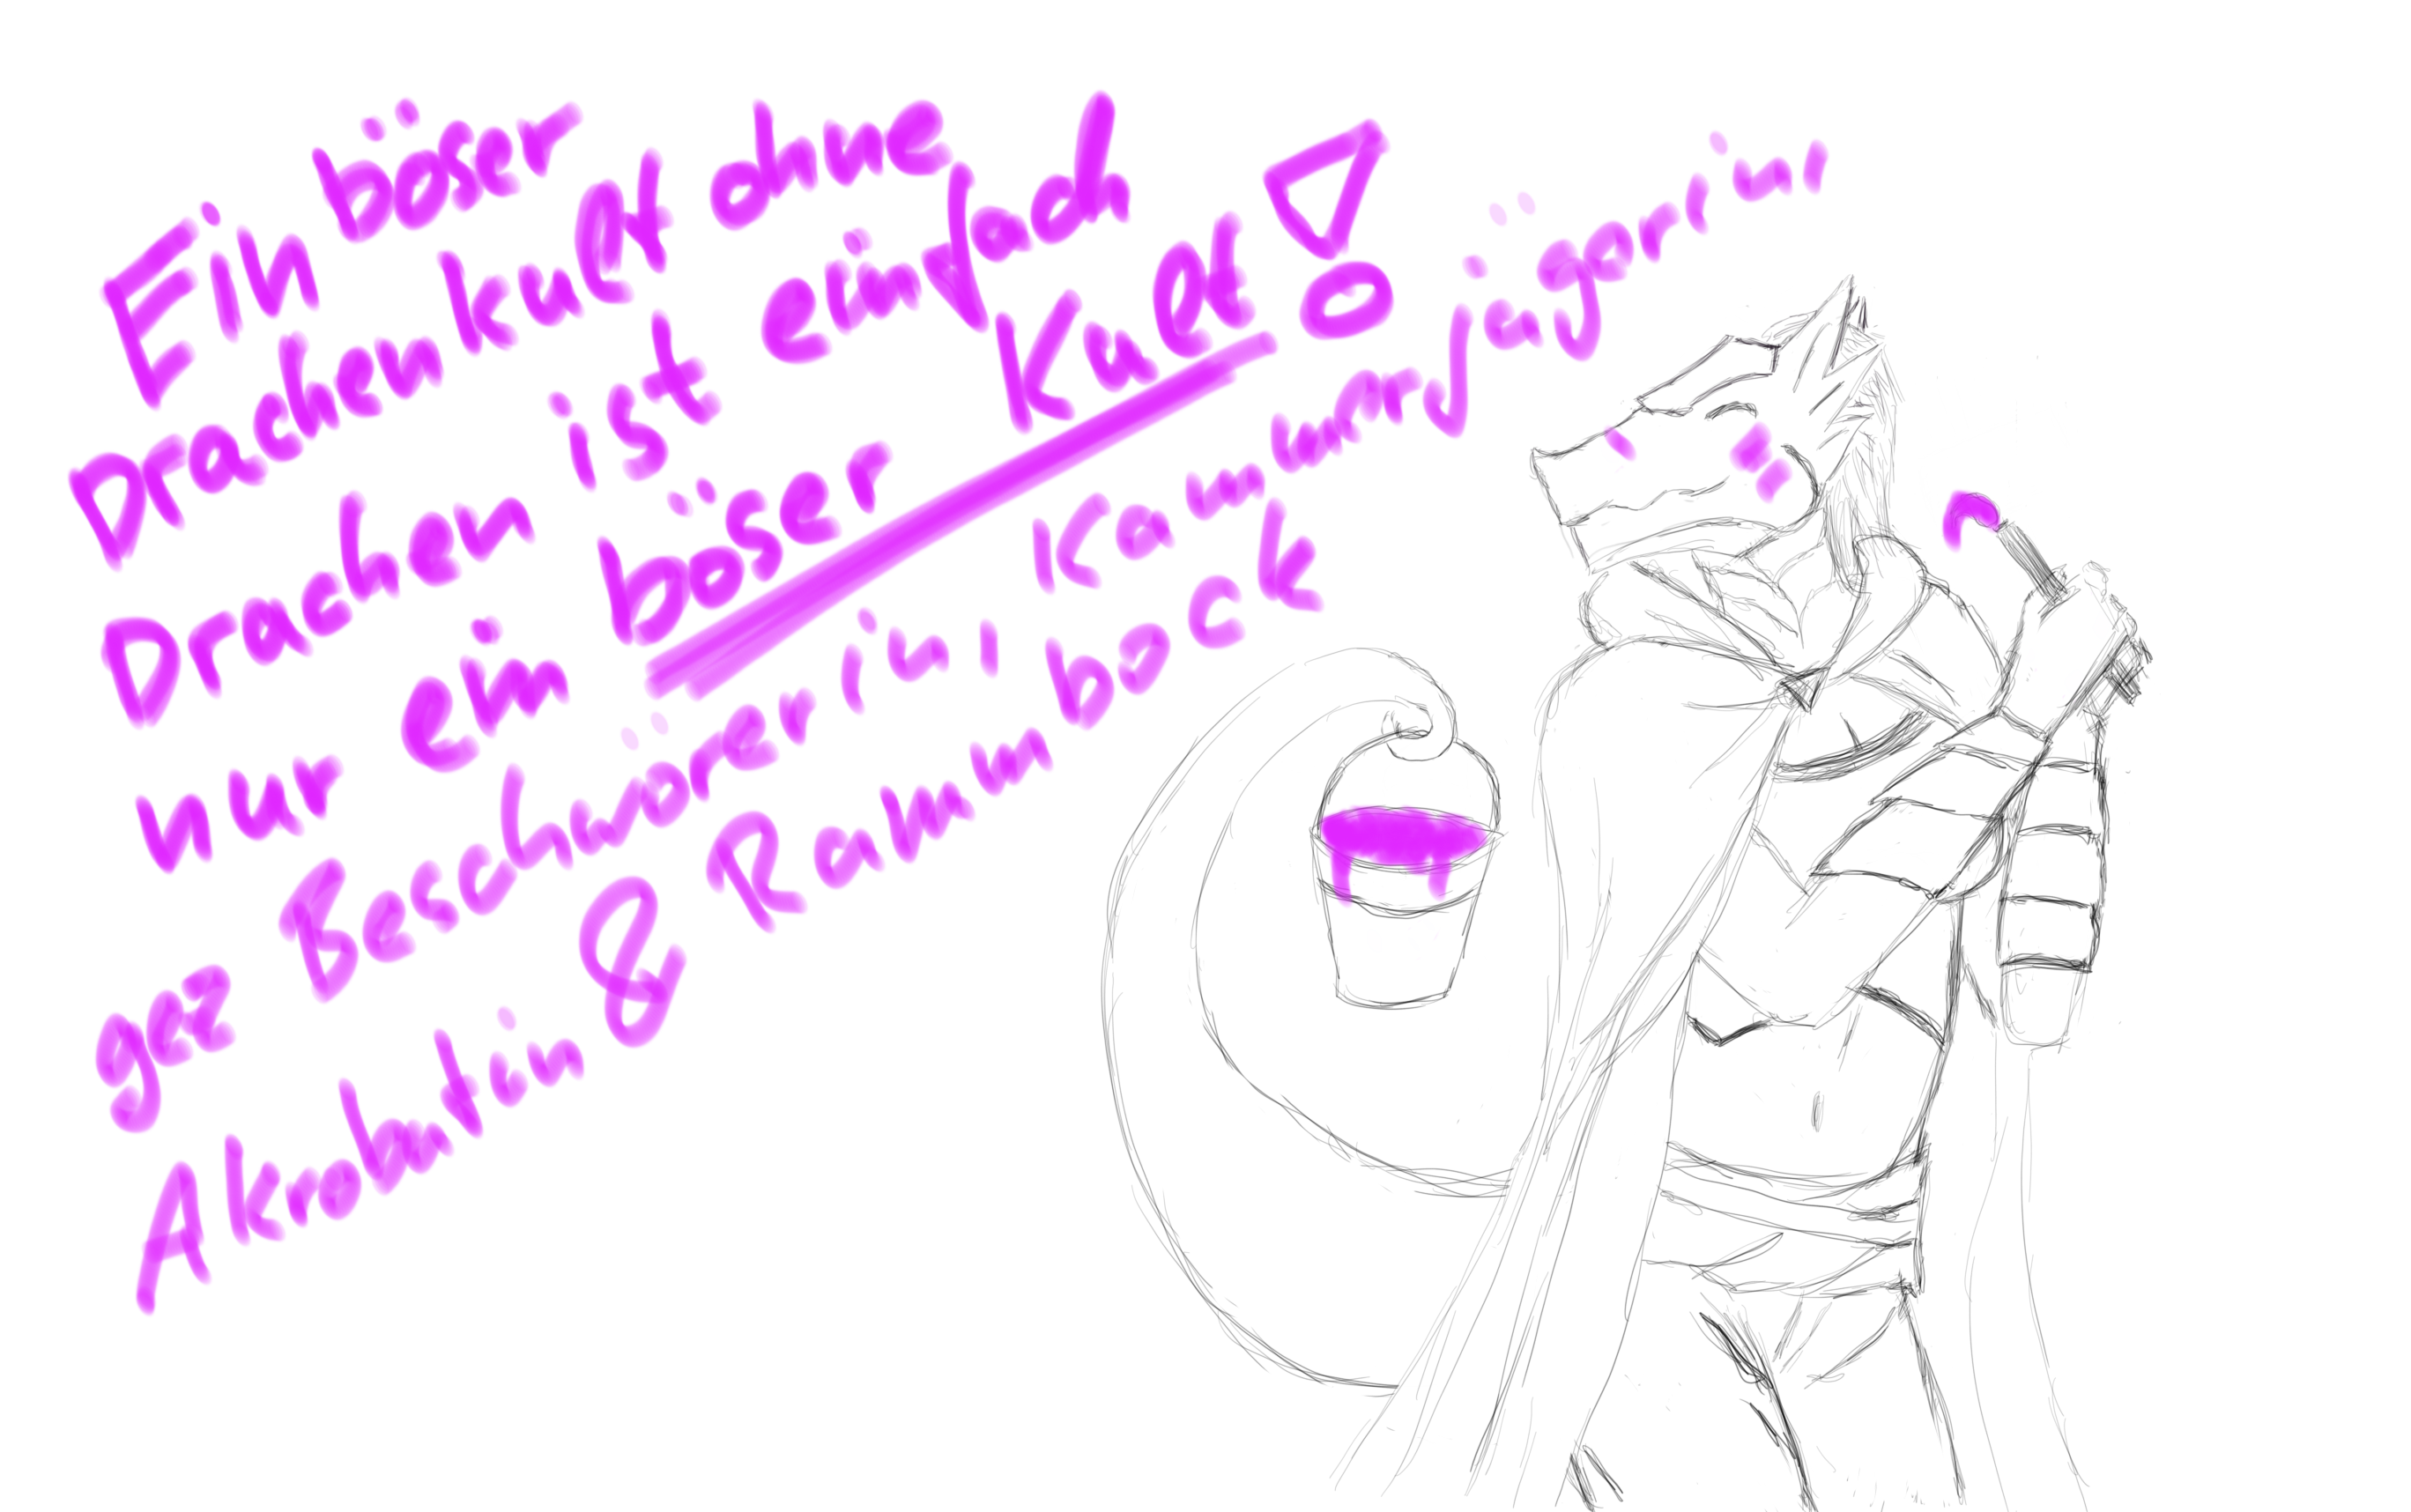 Ein böser
Drachenkult ohne
Drachen ist einfach
nur ein böser Kult!
gez Beschwörerin, Kammerjägerin,
Akrobatin & Rammbock